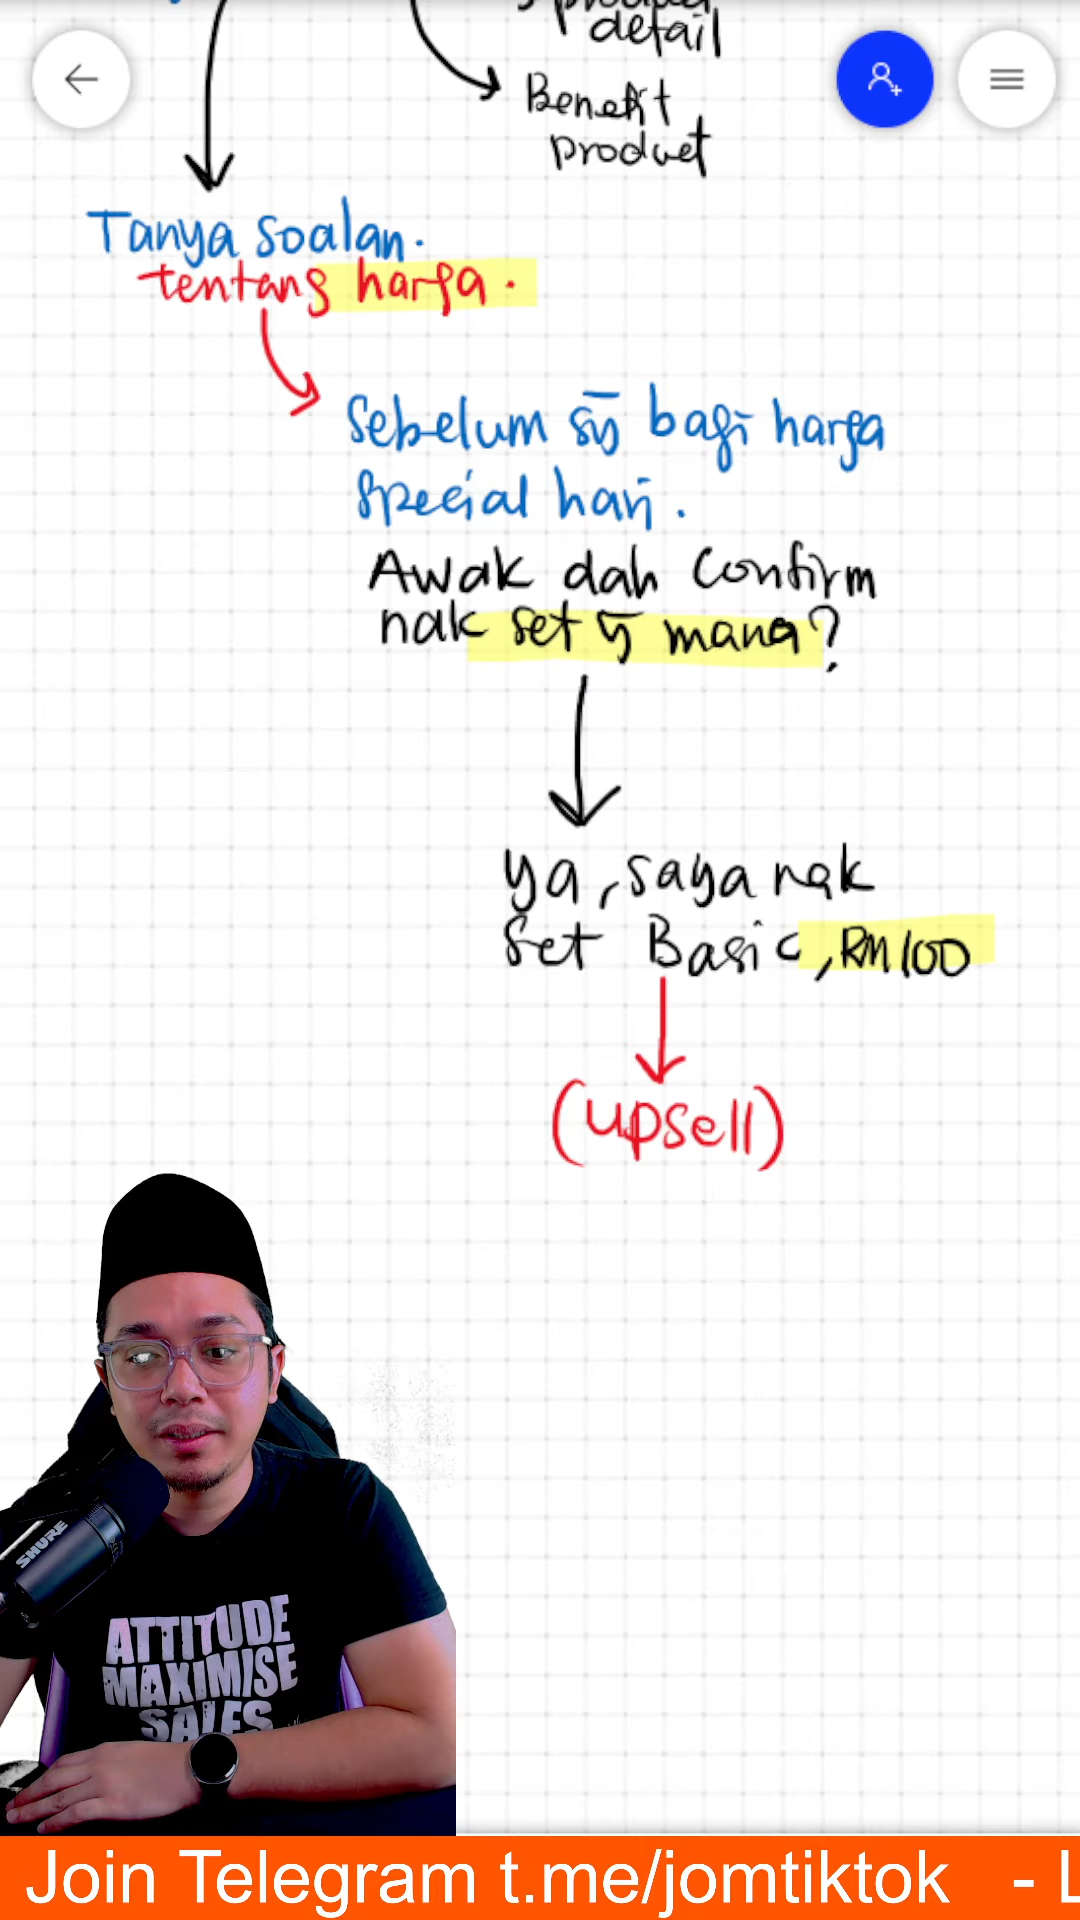 detail
Benefit
product
Tanya soalan.
tentang harga.
Sebelum sy bagi harga
special hari.
Awak dah confirm
nak set yg mana?
ya, saya nak
Set Basic, RM100
(upsell)
SHURE
ATTITUDE
MAXIMISE
SALES
Join Telegram t.me/jomtiktok - L